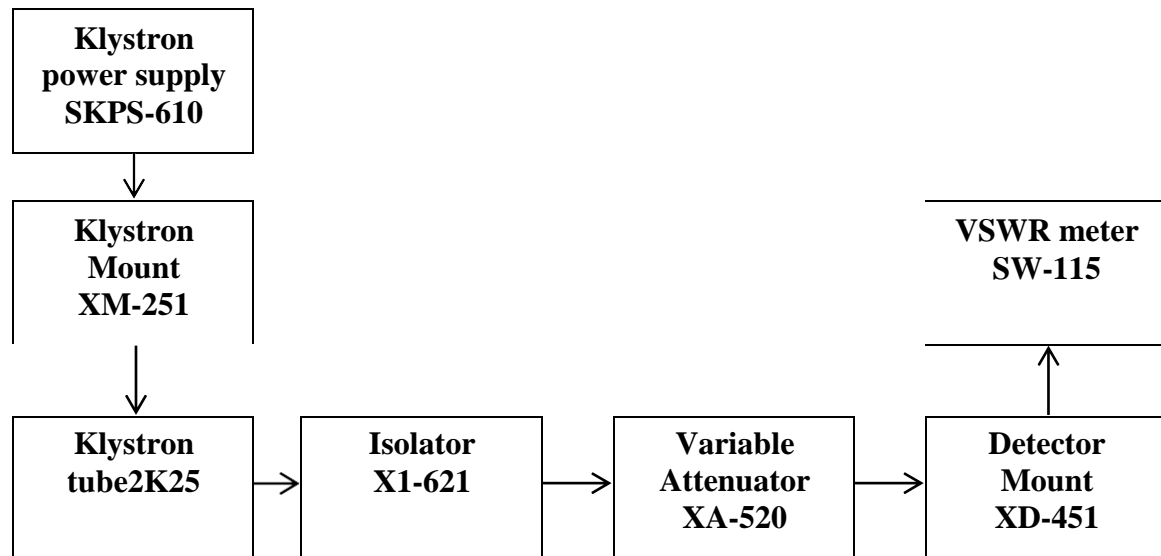 Klystron
power supply
SKPS-610
Klystron
Mount
XM-251
VSWR meter
SW-115
Klystron
tube2K25
Isolator
X1-621
Variable
Attenuator
XA-520
Detector
Mount
XD-451